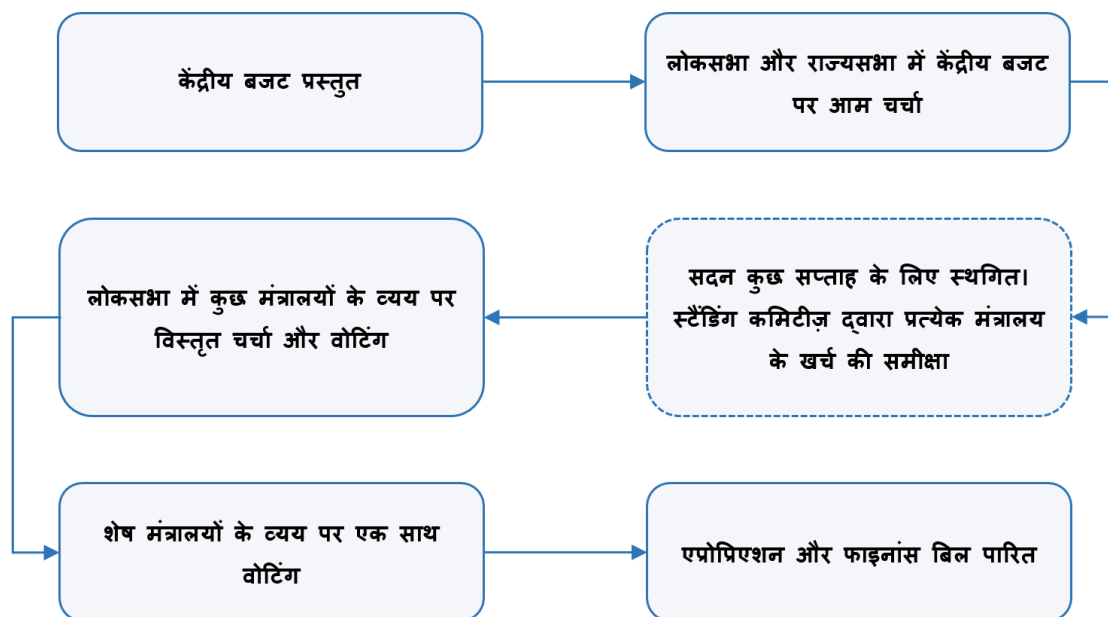 केंद्रीय बजट प्रस्तुत
लोकसभा और राज्यसभा में केंद्रीय बजट
पर आम चर्चा
सदन कुछ सप्ताह के लिए स्थगित।
स्टैंडिंग कमिटीज़ द्वारा प्रत्येक मंत्रालय
के खर्च की समीक्षा
लोकसभा में कुछ मंत्रालयों के व्यय पर
विस्तृत चर्चा और वोटिंग
शेष मंत्रालयों के व्यय पर एक साथ
वोटिंग
एप्रोप्रिएशन और फाइनांस बिल पारित